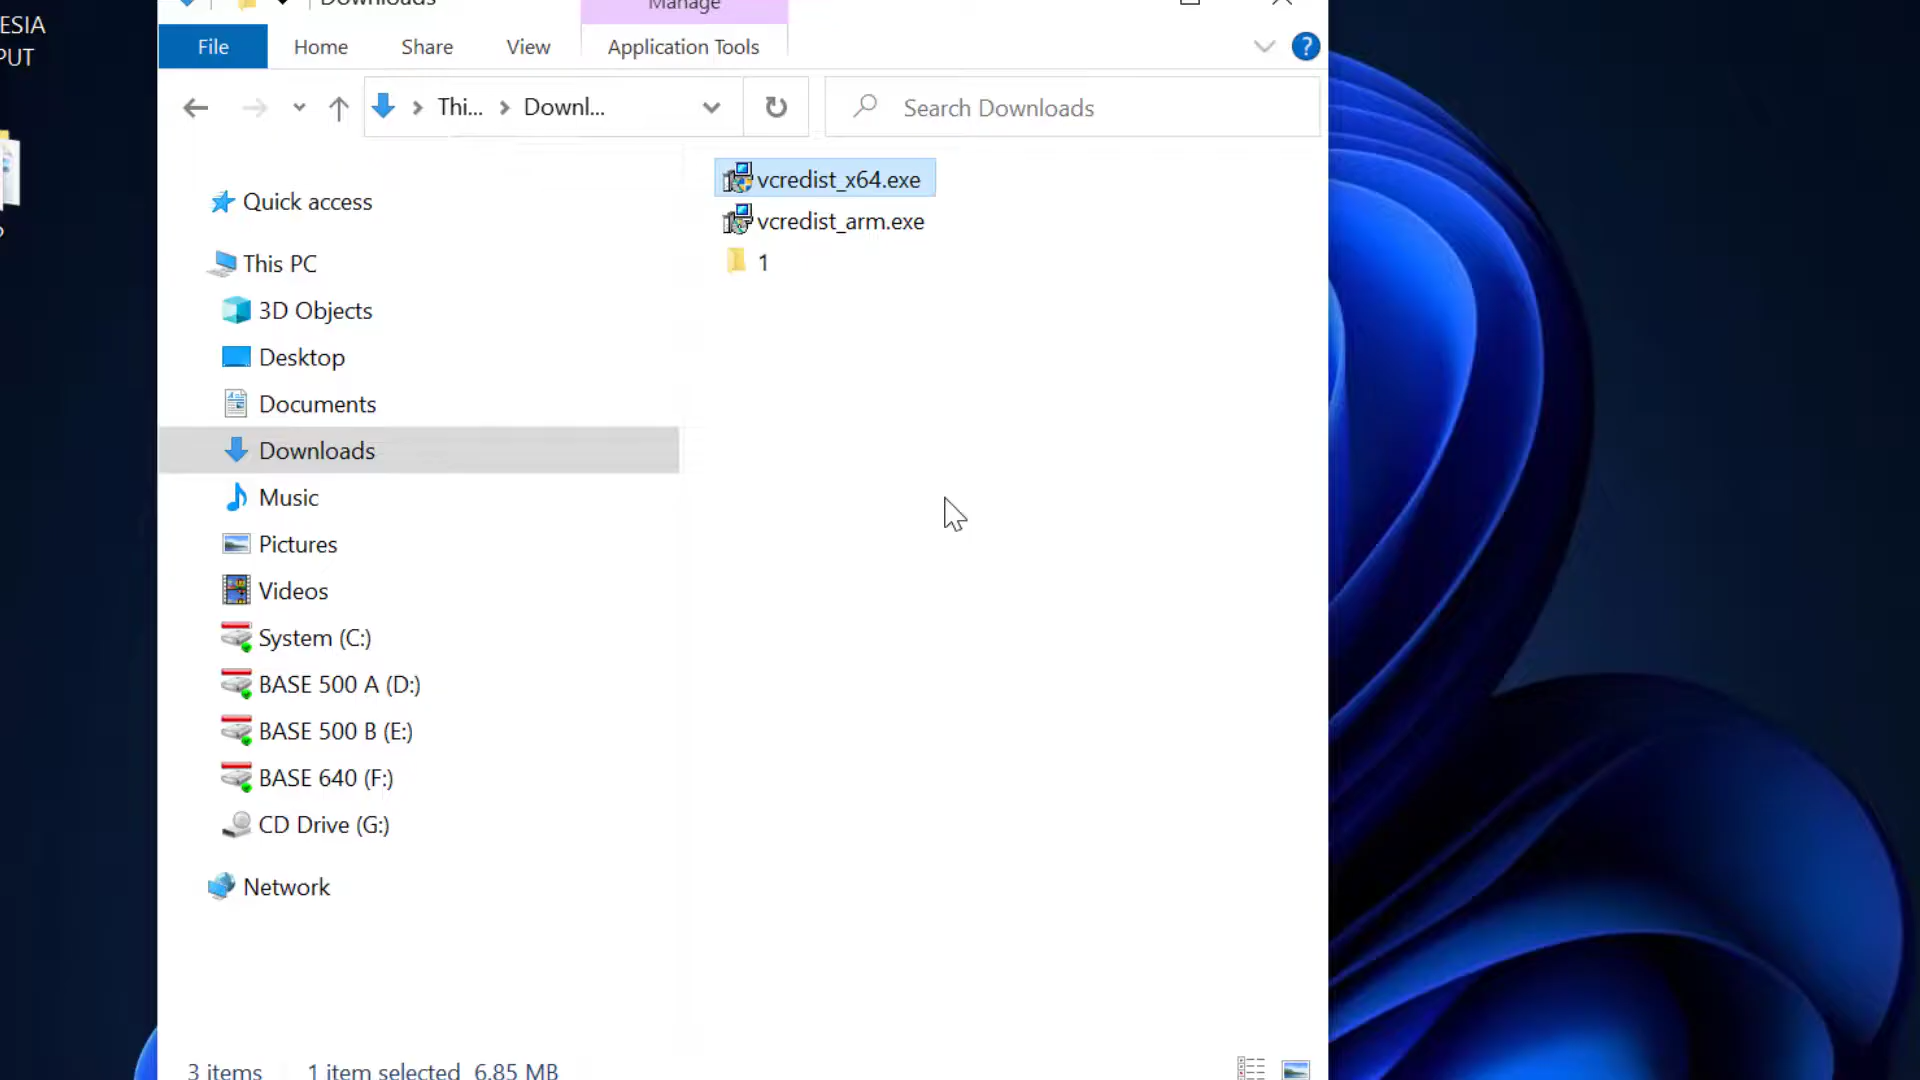 ESIA
PUT
Downloads
Manage
File
Home
Share
View
Application Tools
?
Thi...
Downl...
Search Downloads
Quick access
This PC
3D Objects
Desktop
Documents
Downloads
Music
Pictures
Videos
System (C:)
BASE 500 A (D:)
BASE 500 B (E:)
BASE 640 (F:)
CD Drive (G:)
Network
vcredist_x64.exe
vcredist_arm.exe
1
3 items
1 item selected 6.85 MB